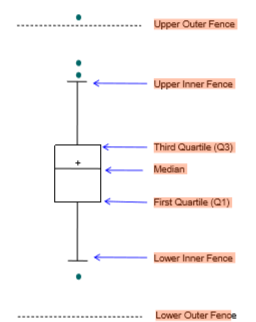 Upper Outer Fence
Upper Inner Fence
Third Quartile (Q3)
Median
First Quartile (Q1)
Lower Inner Fence
Lower Outer Fence